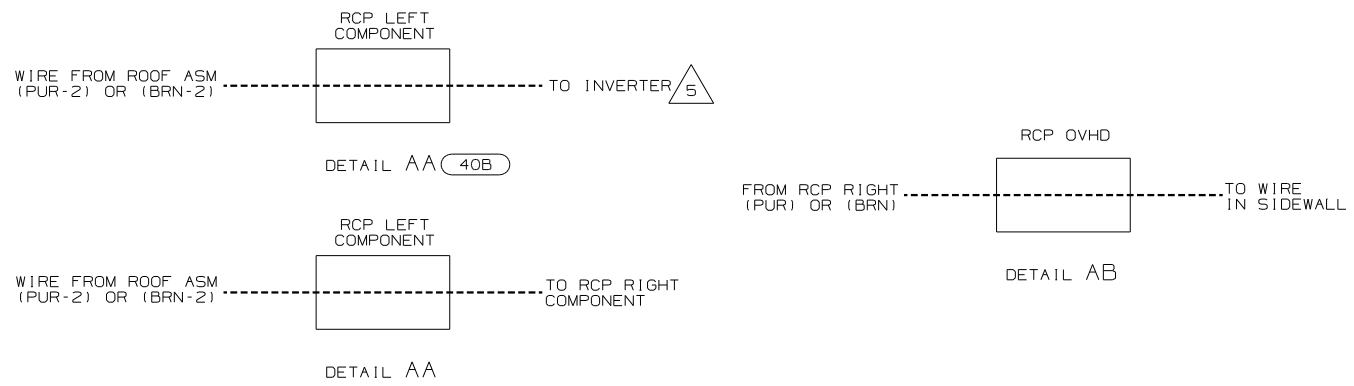 RCP LEFT
COMPONENT
WIRE FROM ROOF ASM
(PUR-2) OR (BRN-2)
TO INVERTER
5
DETAIL AA 40B
RCP LEFT
COMPONENT
WIRE FROM ROOF ASM
(PUR-2) OR (BRN-2)
TO RCP RIGHT
COMPONENT
DETAIL AA
RCP OVHD
FROM RCP RIGHT
(PUR) OR (BRN)
TO WIRE
IN SIDEWALL
DETAIL AB